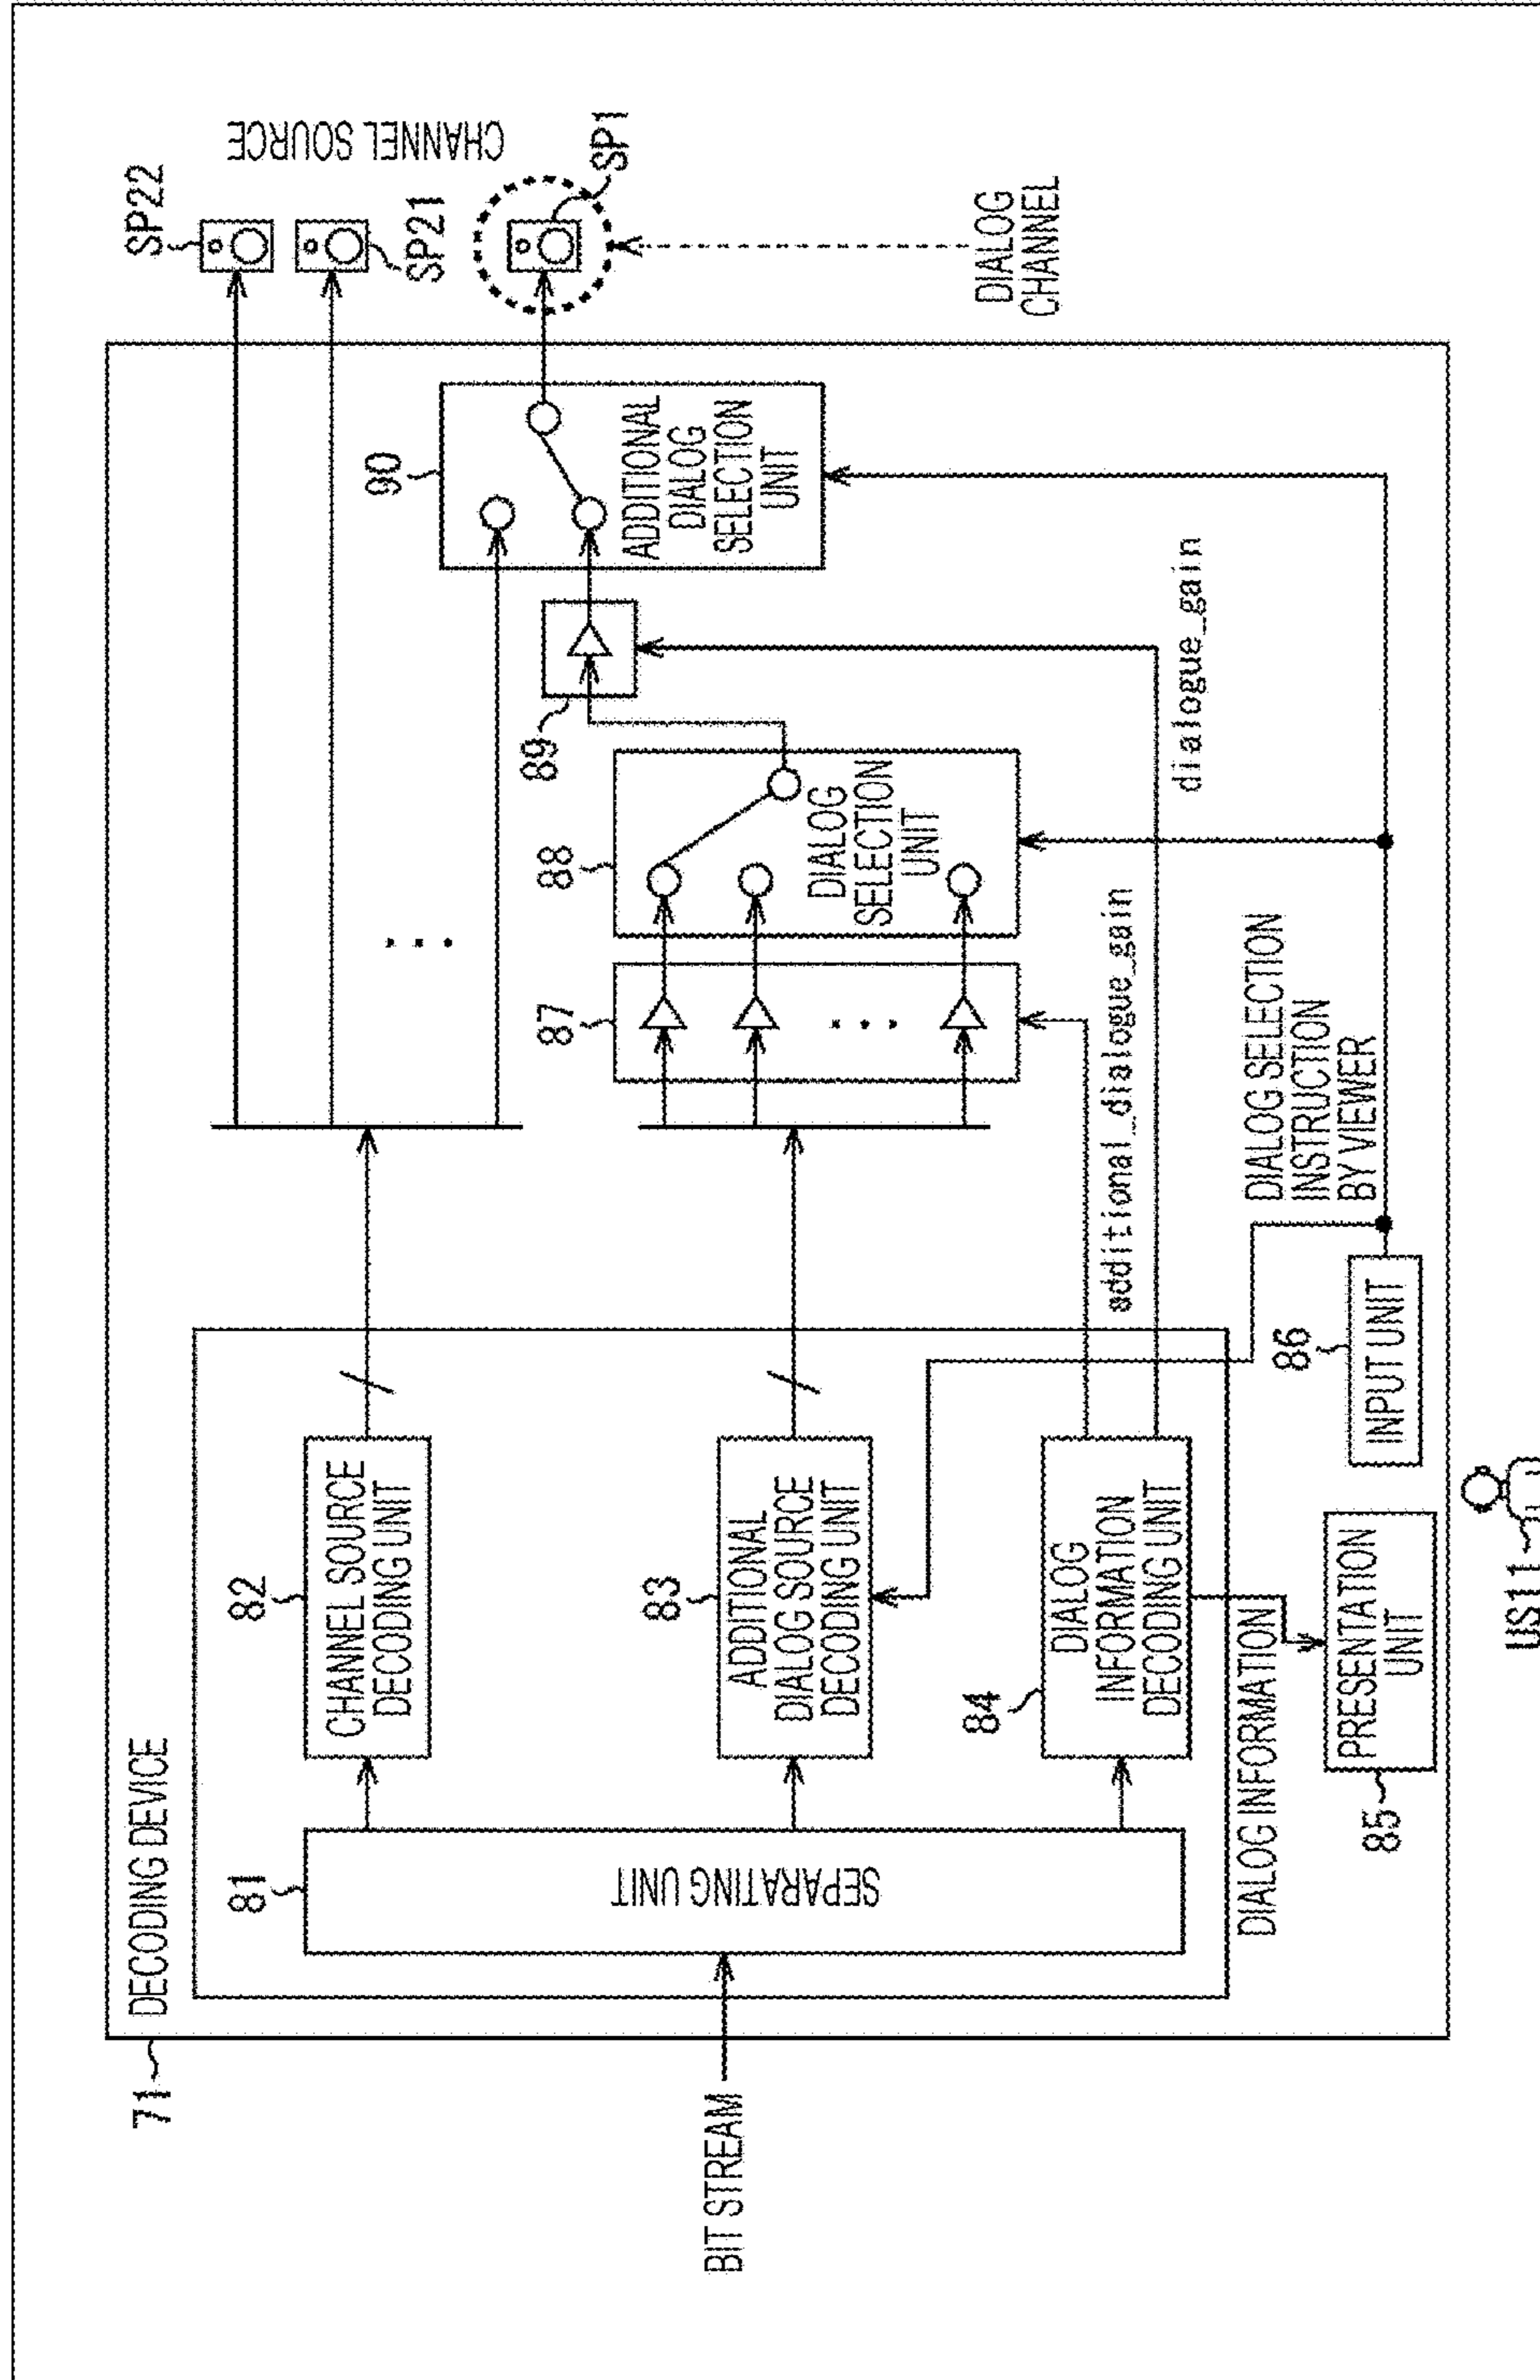 71
DECODING DEVICE
BIT STREAM
81
SEPARATING UNIT
82
CHANNEL SOURCE
DECODING UNIT
83
ADDITIONAL
DIALOG SOURCE
DECODING UNIT
84
DIALOG
INFORMATION
DECODING UNIT
DIALOG INFORMATION
85
PRESENTATION
UNIT
US11
86
INPUT UNIT
DIALOG SELECTION
INSTRUCTION
BY VIEWER
additional_dialogue_gain
dialogue_gain
87
88
DIALOG
SELECTION
UNIT
89
90
ADDITIONAL
DIALOG
SELECTION
UNIT
SP22
SP21
CHANNEL SOURCE
SP1
DIALOG
CHANNEL